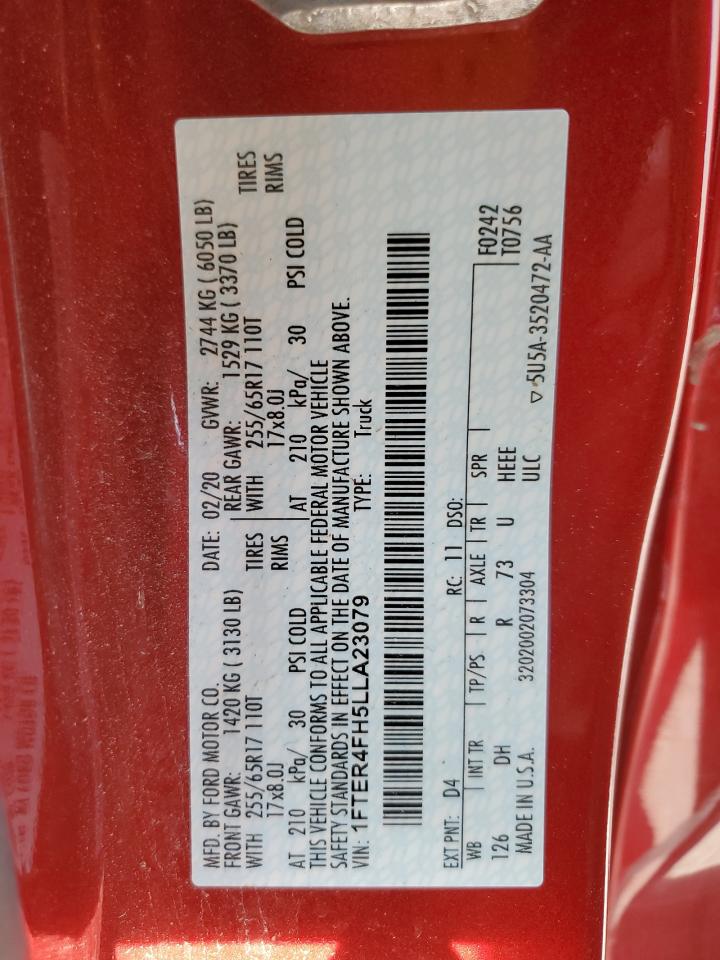 MFD. BY FORD MOTOR CO. DATE: 02/20 GVWR: 2744 KG ( 6050 LB)
FRONT GAWR: 1420 KG ( 3130 LB) REAR GAWR: 1529 KG ( 3370 LB)
WITH 255/65R17 110T TIRES WITH 255/65R17 110T TIRES
17x8.0J RIMS 17x8.0J RIMS
AT 210 kPa/ 30 PSI COLD AT 210 kPa/ 30 PSI COLD
THIS VEHICLE CONFORMS TO ALL APPLICABLE FEDERAL MOTOR VEHICLE
SAFETY STANDARDS IN EFFECT ON THE DATE OF MANUFACTURE SHOWN ABOVE.
VIN: 1FTER4FH5LLA23079 TYPE: Truck
EXT PNT: D4 RC: 11 DSO:
WB INT TR TP/PS R AXLE TR SPR F0242
126 DH R 73 U HEEE T0756
MADE IN U.S.A. 3202002073304 ULC
5U5A-3520472-AA